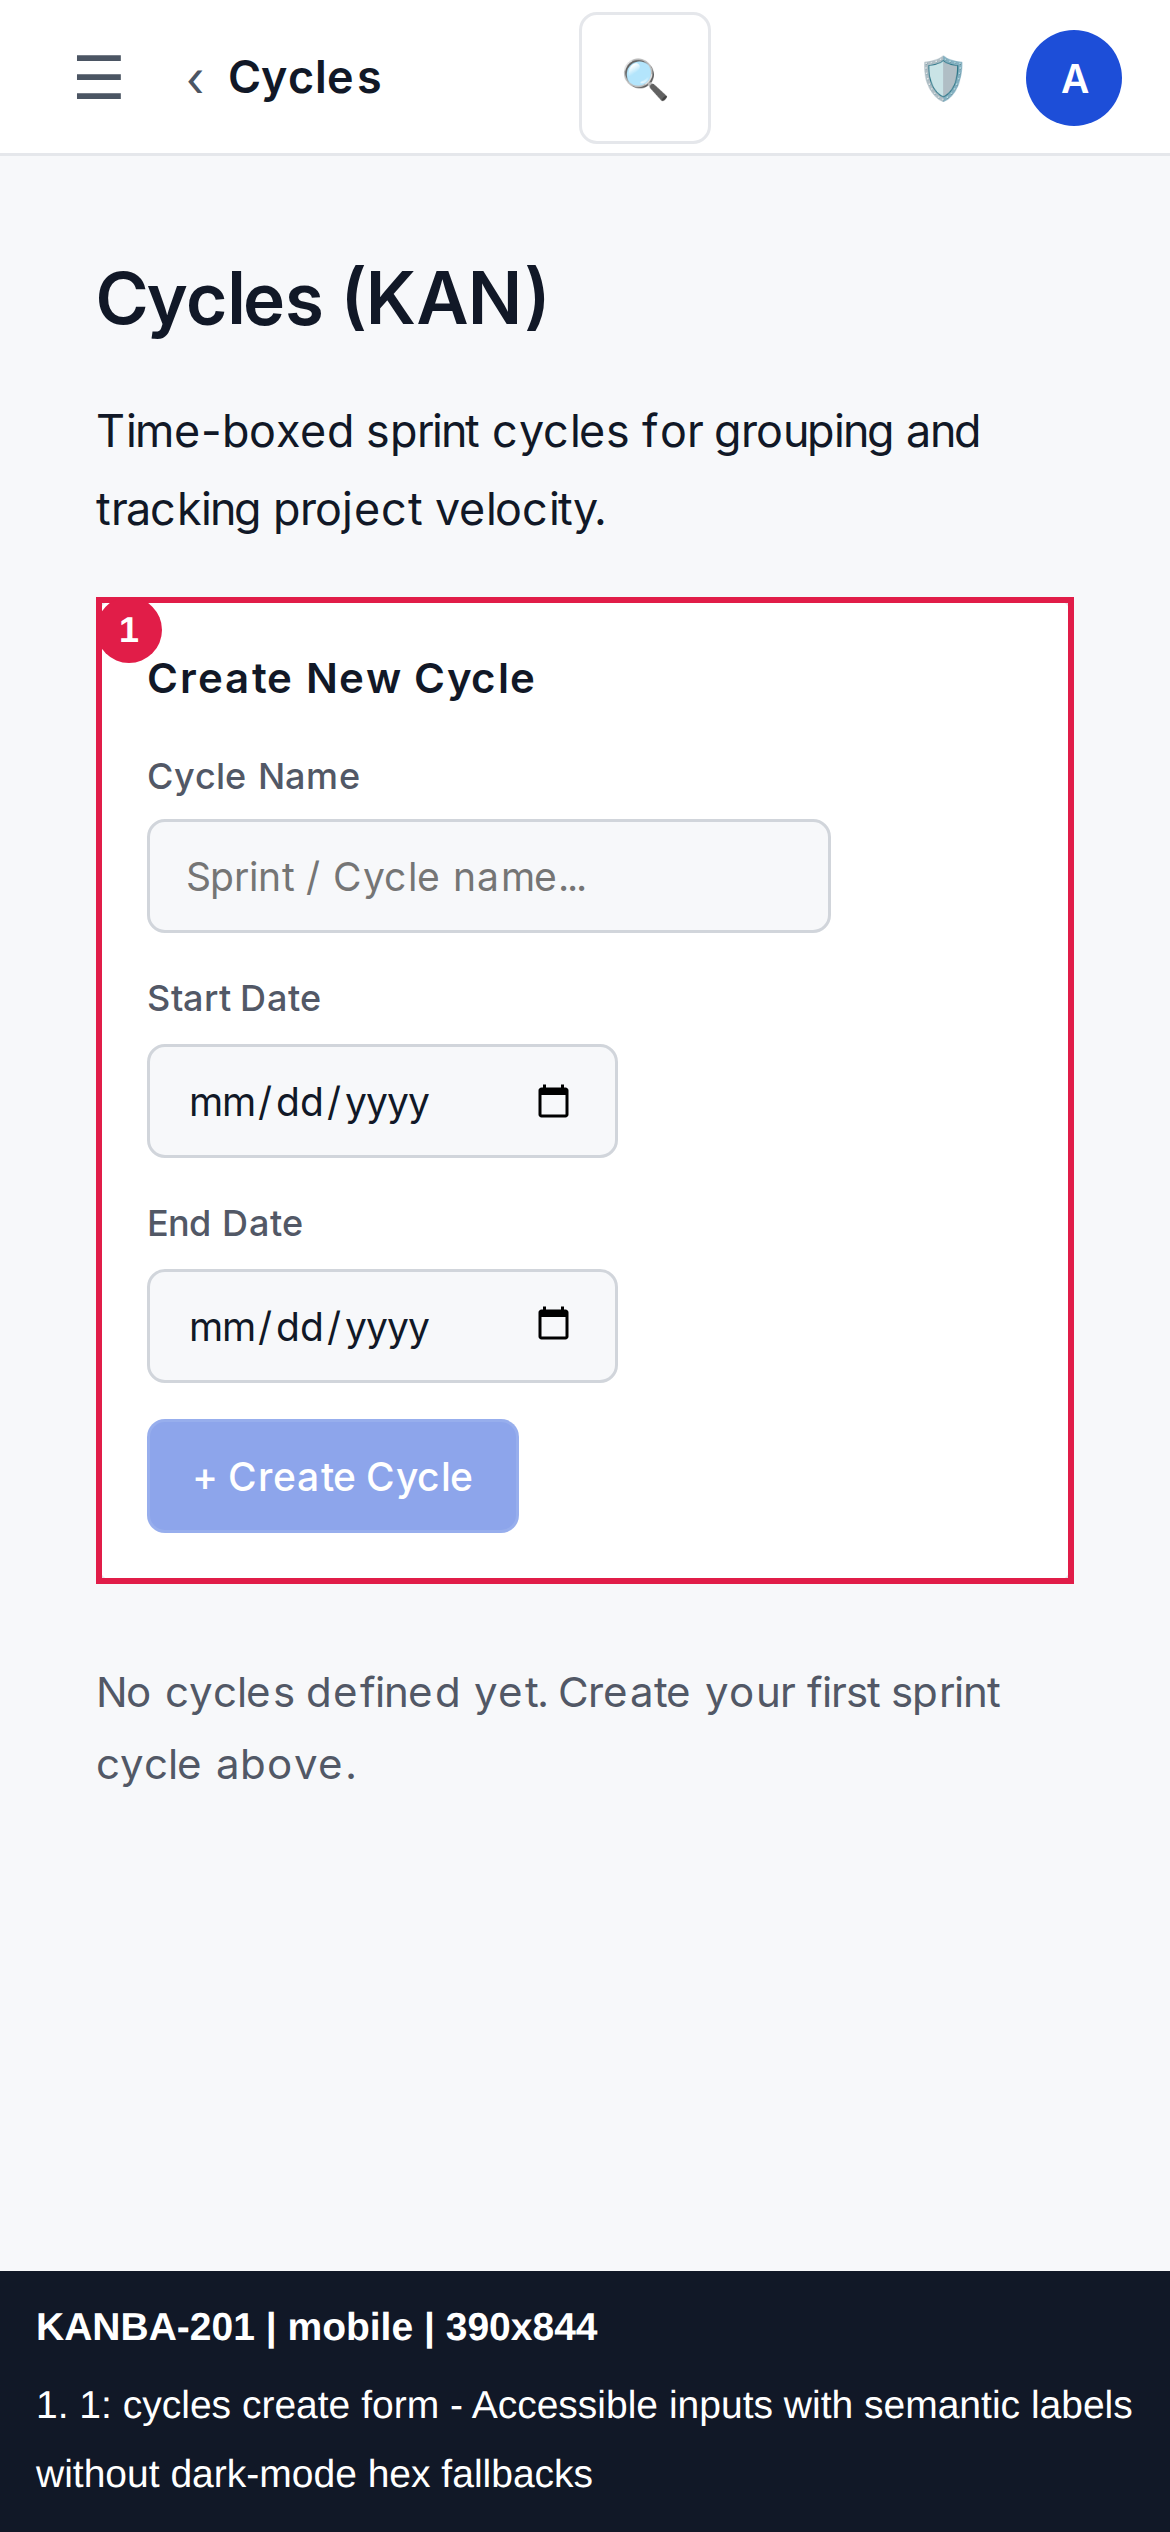 ☰ ‹ Cycles A
Cycles (KAN)
Time-boxed sprint cycles for grouping and
tracking project velocity.
1
Create New Cycle
Cycle Name
Sprint / Cycle name...
Start Date
mm/dd/yyyy
End Date
mm/dd/yyyy
+ Create Cycle
No cycles defined yet. Create your first sprint
cycle above.
KANBA-201 | mobile | 390x844
1. 1: cycles create form - Accessible inputs with semantic labels
without dark-mode hex fallbacks